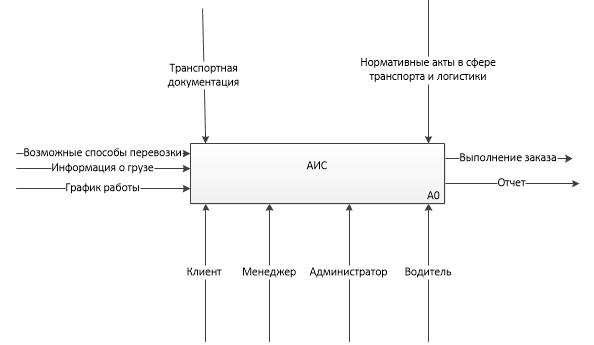 Транспортная
документация
Нормативные акты в сфере
транспорта и логистики
Возможные способы перевозки
Информация о грузе
График работы
АИС
A0
Выполнение заказа
Отчет
Клиент
Менеджер
Администратор
Водитель